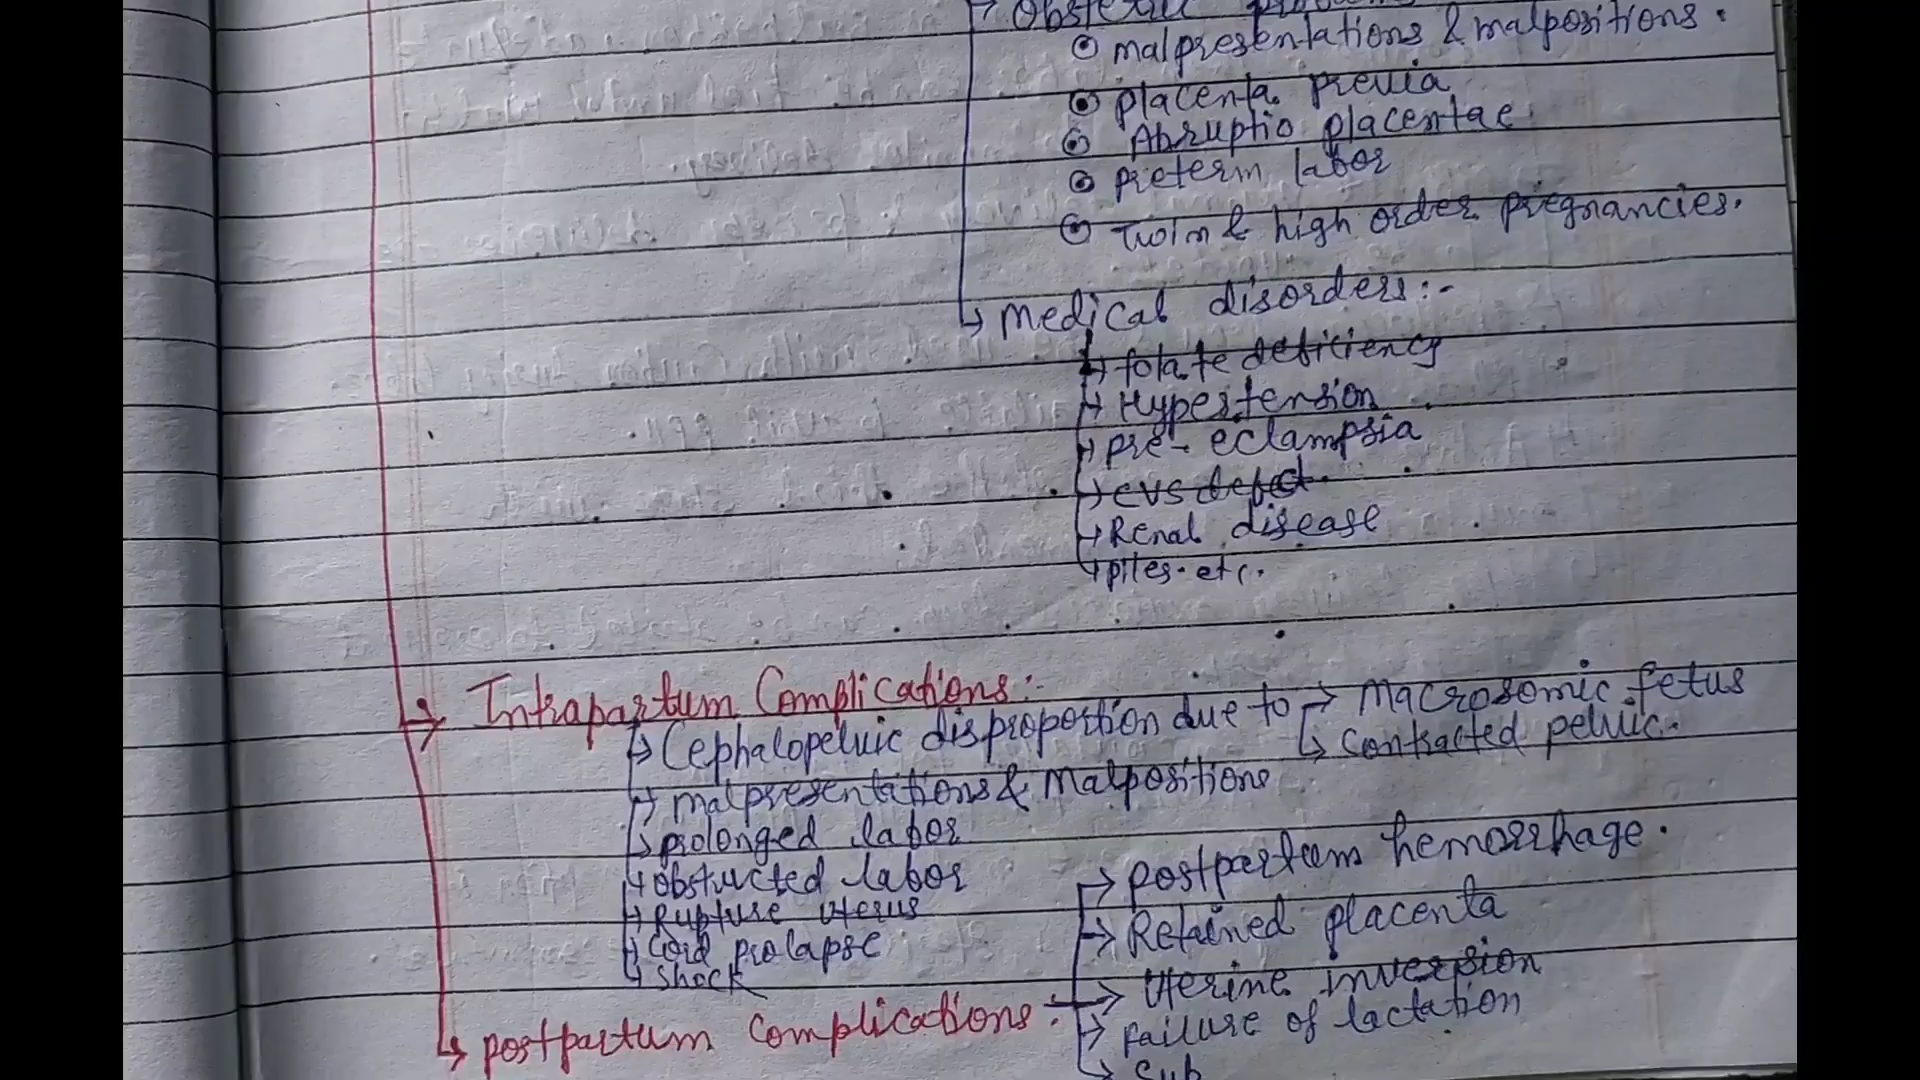 → Obstetric
⊙ malpresentations & malpositions.
⊙ placenta previa
⊙ Abruptio placentae
⊙ preterm labor
⊙ Twin & high order pregnancies.
↳ Medical disorders:-
→ folate deficiency
→ Hypertension
→ pre-eclampsia
→ CVS defect.
→ Renal disease
→ piles. etc.
→ Intrapartum Complications:-
→ Cephalopelvic disproportion due to → Macrosomic fetus
↳ Contracted pelvic.
→ malpresentations & Malpositions
→ prolonged labor
→ obstructed labor
→ Rupture uterus
→ Cord prolapse
↳ shock
↳ postpartum complications:- → postpartum hemorrhage.
→ Retained placenta
→ Uterine inversion
→ Failure of lactation
↳ Sub